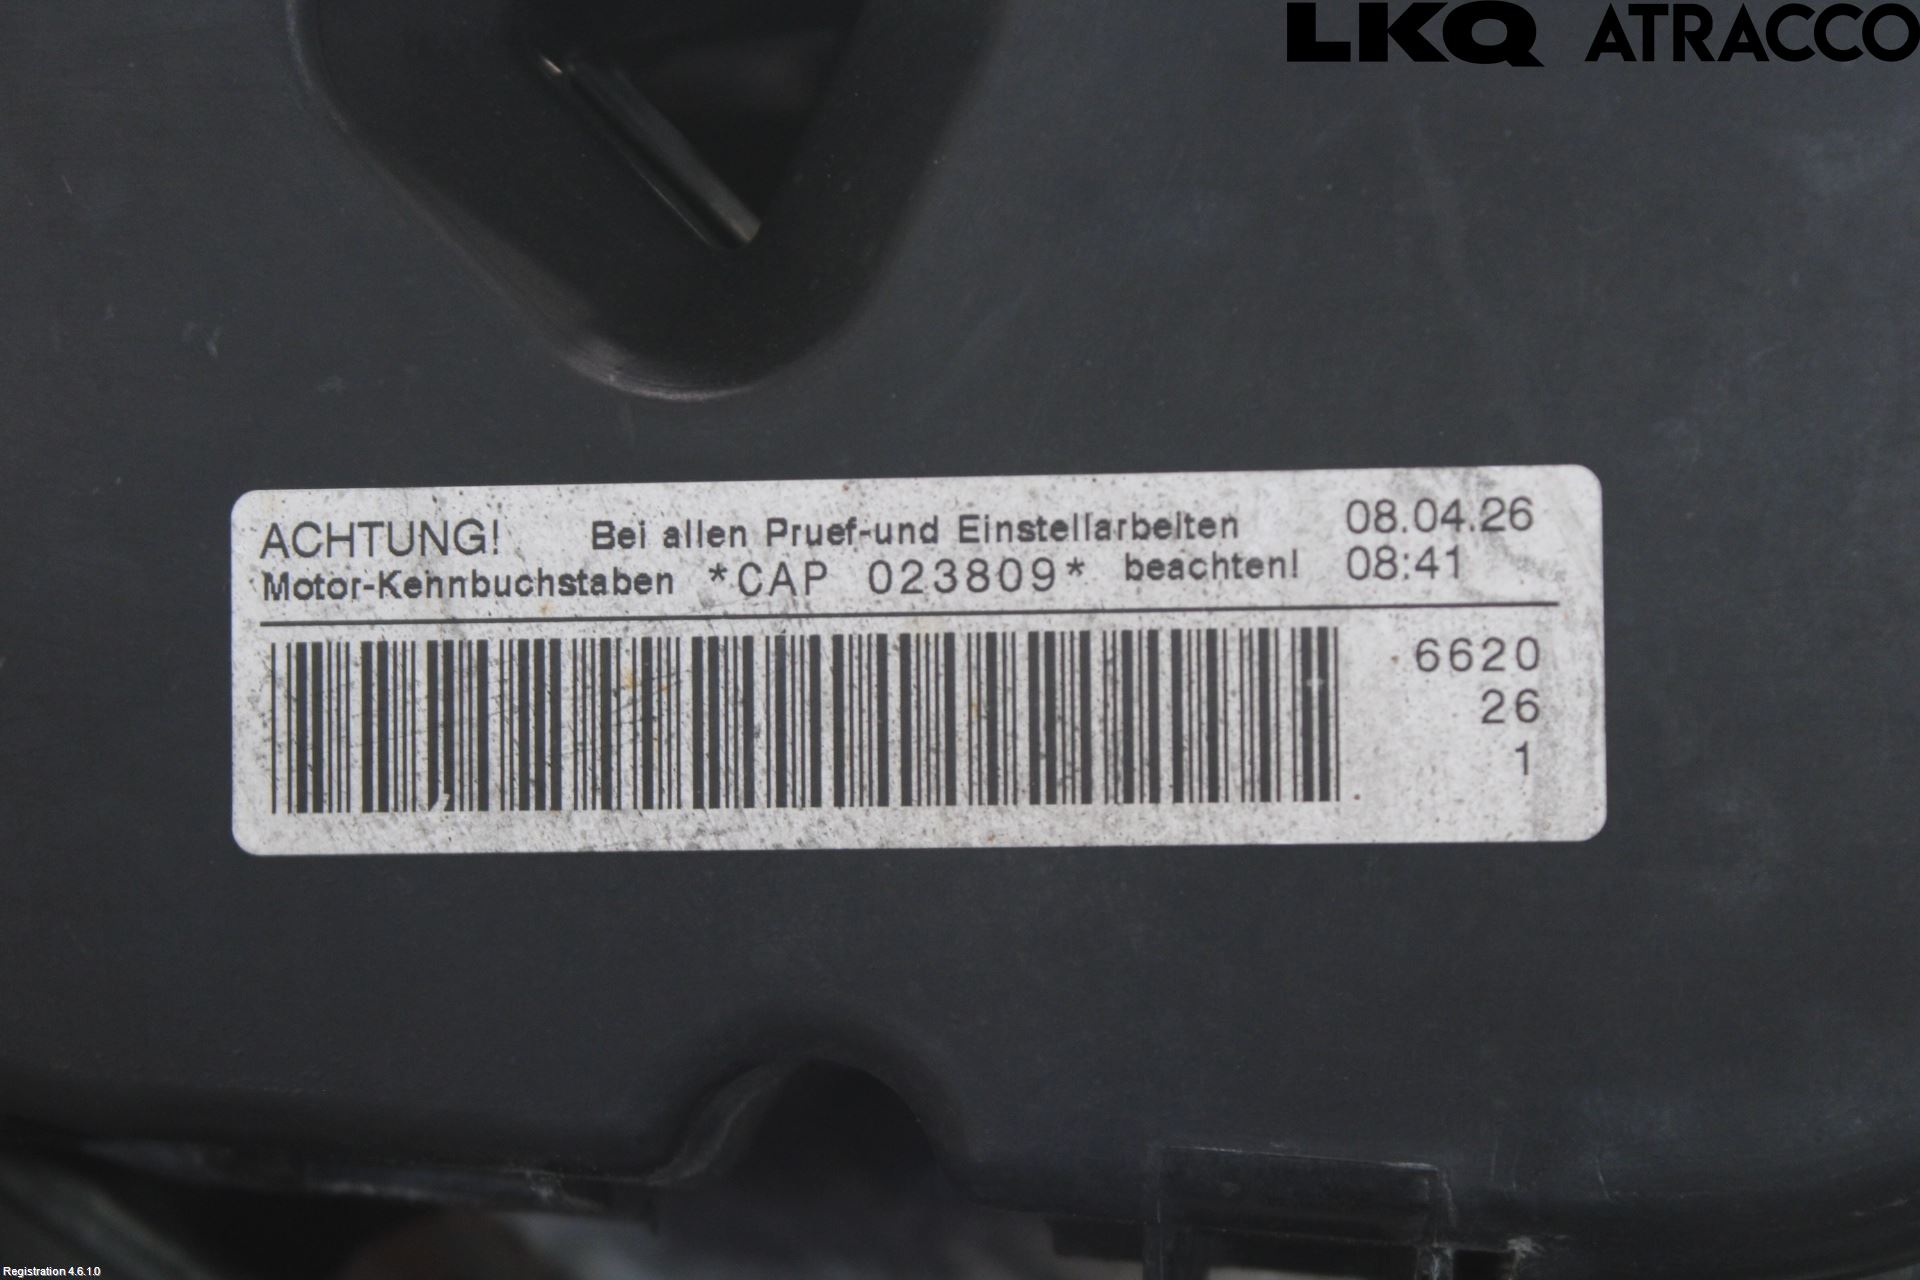 LKQ ATRACCO
ACHTUNG! Bei allen Pruef-und Einstellarbeiten 08.04.26
Motor-Kennbuchstaben *CAP 023809* beachten! 08:41
6620
26
1
Registration 4.6.1.0